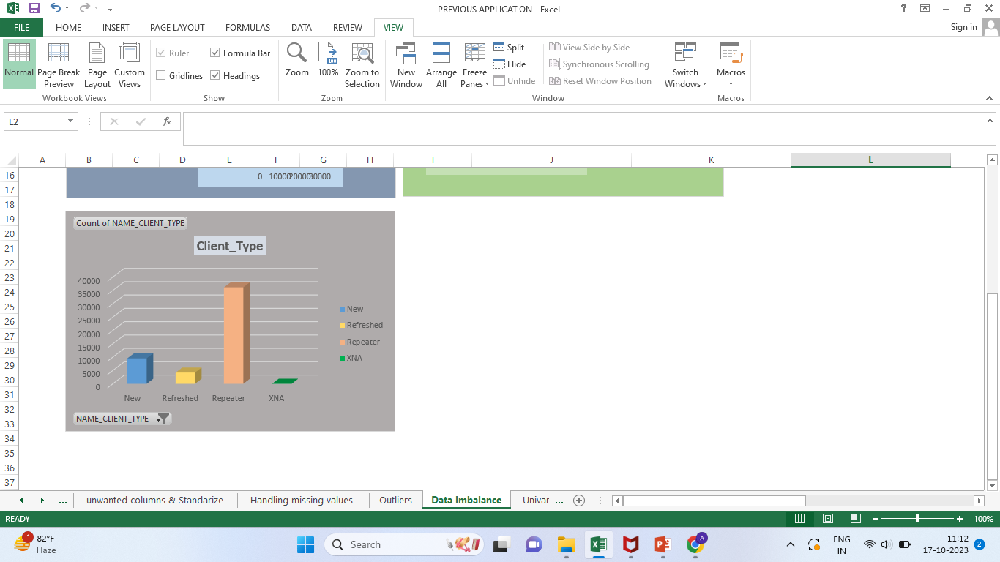 PREVIOUS APPLICATION - Excel
?
FILE HOME INSERT PAGE LAYOUT FORMULAS DATA REVIEW VIEW Sign in
Normal
Page Break Preview
Page Layout
Custom Views
Workbook Views
Ruler
Formula Bar
Gridlines
Headings
Show
Zoom
100
100%
Zoom to Selection
Zoom
New Window
Arrange All
Freeze Panes
Split
Hide
Unhide
View Side by Side
Synchronous Scrolling
Reset Window Position
Window
Switch Windows
Macros
Macros
L2
fx
A B C D E F G H I J K L
16
17
18
19
20
21
22
23
24
25
26
27
28
29
30
31
32
33
34
35
36
37
0 10000 20000 30000
Count of NAME_CLIENT_TYPE
Client_Type
40000
35000
30000
25000
20000
15000
10000
5000
0
New Refreshed Repeater XNA
New
Refreshed
Repeater
XNA
NAME_CLIENT_TYPE
... unwanted columns & Standarize Handling missing values Outliers Data Imbalance Univar ...
READY 100%
1
82°F
Haze
Search
A
ENG
IN
11:12
17-10-2023
2